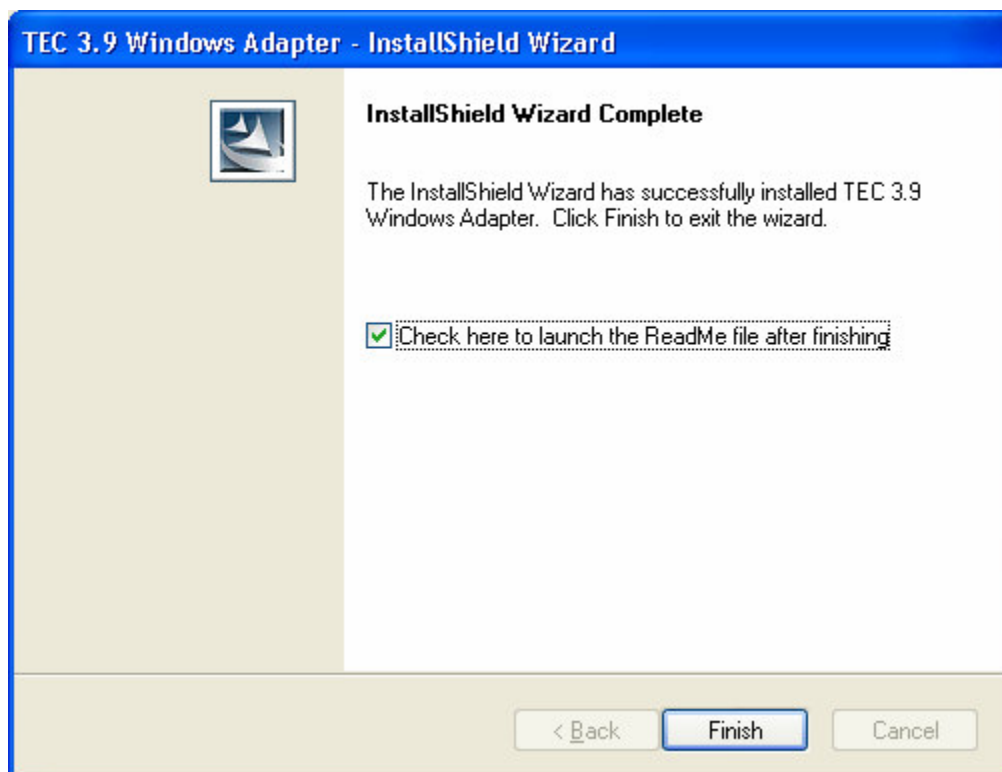 TEC 3.9 Windows Adapter - InstallShield Wizard
InstallShield Wizard Complete
The InstallShield Wizard has successfully installed TEC 3.9
Windows Adapter. Click Finish to exit the wizard.
Check here to launch the ReadMe file after finishing
< Back
Finish
Cancel